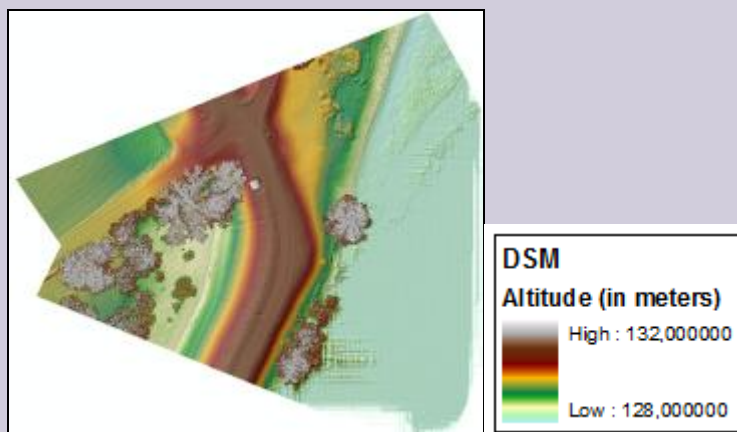 DSM
Altitude (in meters)
High : 132,000000
Low : 128,000000